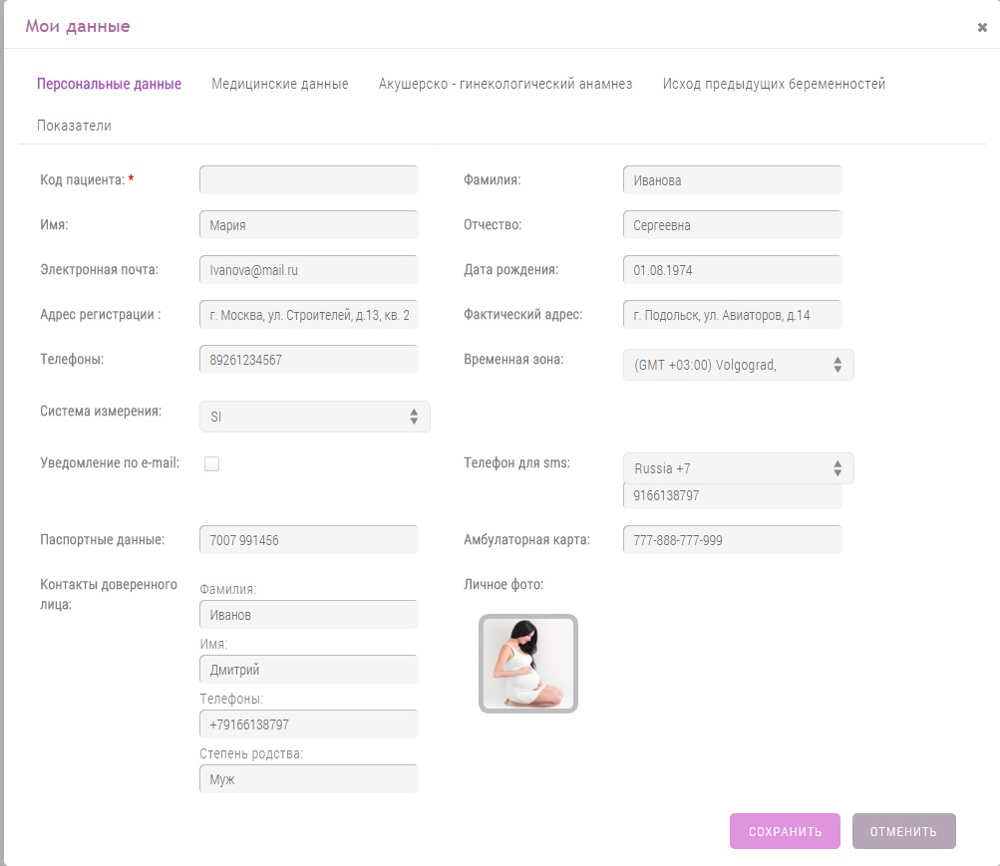 Мои данные
Персональные данные Медицинские данные Акушерско - гинекологический анамнез Исход предыдущих беременностей
Показатели
Код пациента: * Фамилия: Иванова
Имя: Мария Отчество: Сергеевна
Электронная почта: Ivanova@mail.ru Дата рождения: 01.08.1974
Адрес регистрации : г. Москва, ул. Строителей, д.13, кв. 2 Фактический адрес: г. Подольск, ул. Авиаторов, д.14
Телефоны: 89261234567 Временная зона: (GMT +03:00) Volgograd,
Система измерения: SI
Уведомление по e-mail: Телефон для sms: Russia +7
9166138797
Паспортные данные: 7007 991456 Амбулаторная карта: 777-888-777-999
Контакты доверенного
лица:
Фамилия:
Иванов
Имя:
Дмитрий
Телефоны:
+79166138797
Степень родства:
Муж
Личное фото:
СОХРАНИТЬ ОТМЕНИТЬ